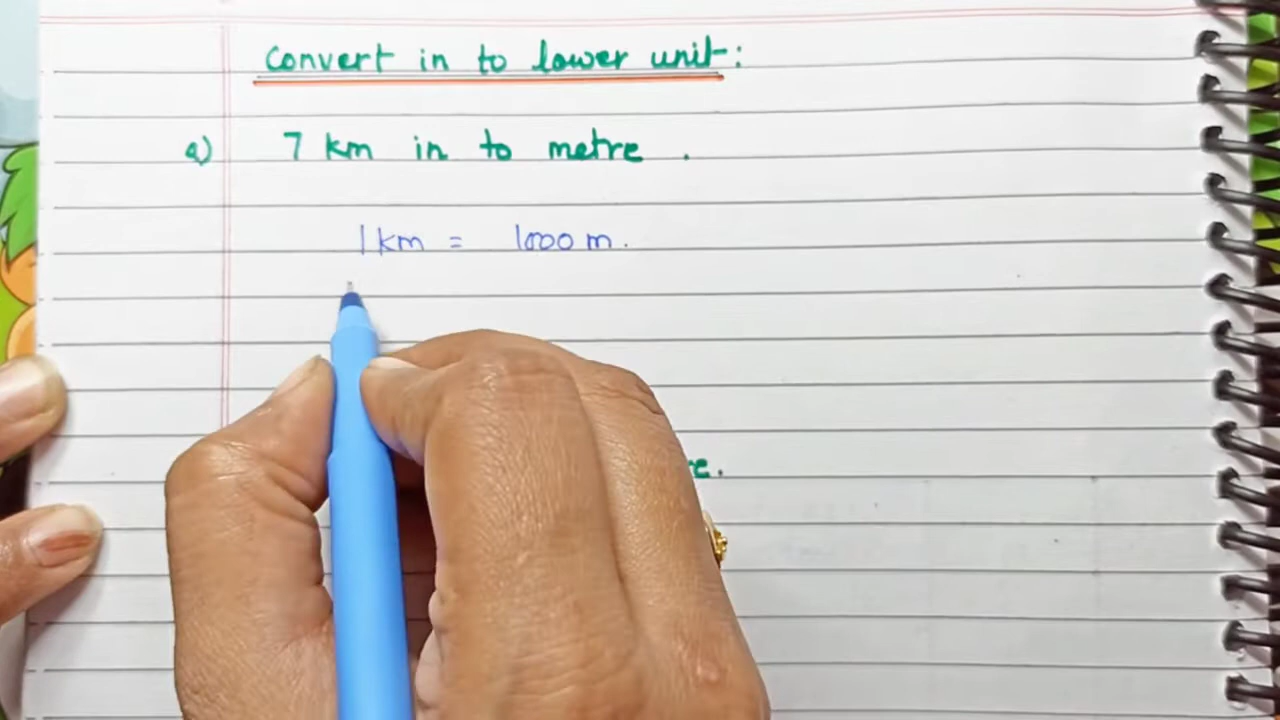 Convert in to lower unit:
a) 7 km in to metre .
1 km = 1000 m.